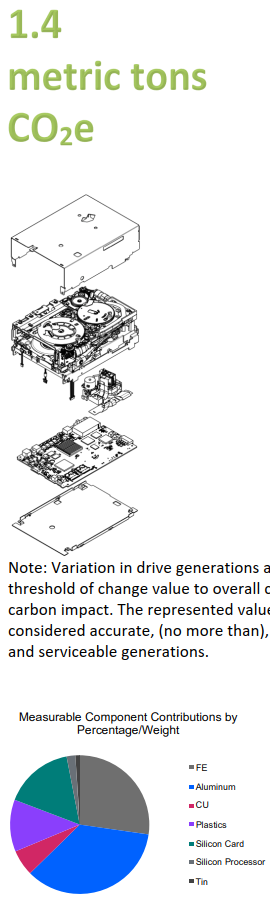 1.4
metric tons
CO₂e
Note: Variation in drive generations
threshold of change value to overall
carbon impact. The represented
considered accurate, (no more than),
and serviceable generations.
Measurable Component Contributions by
Percentage/Weight
FE
Aluminum
CU
Plastics
Silicon Card
Silicon Processor
Tin